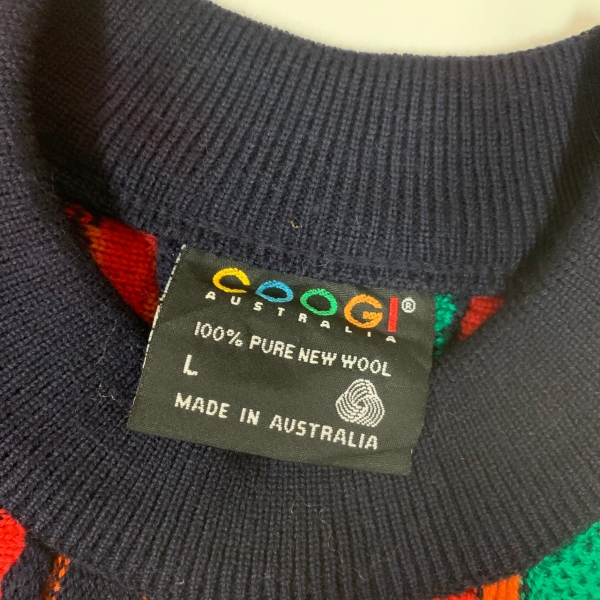 COOGI®
AUSTRALIA
100% PURE NEW WOOL
L
MADE IN AUSTRALIA